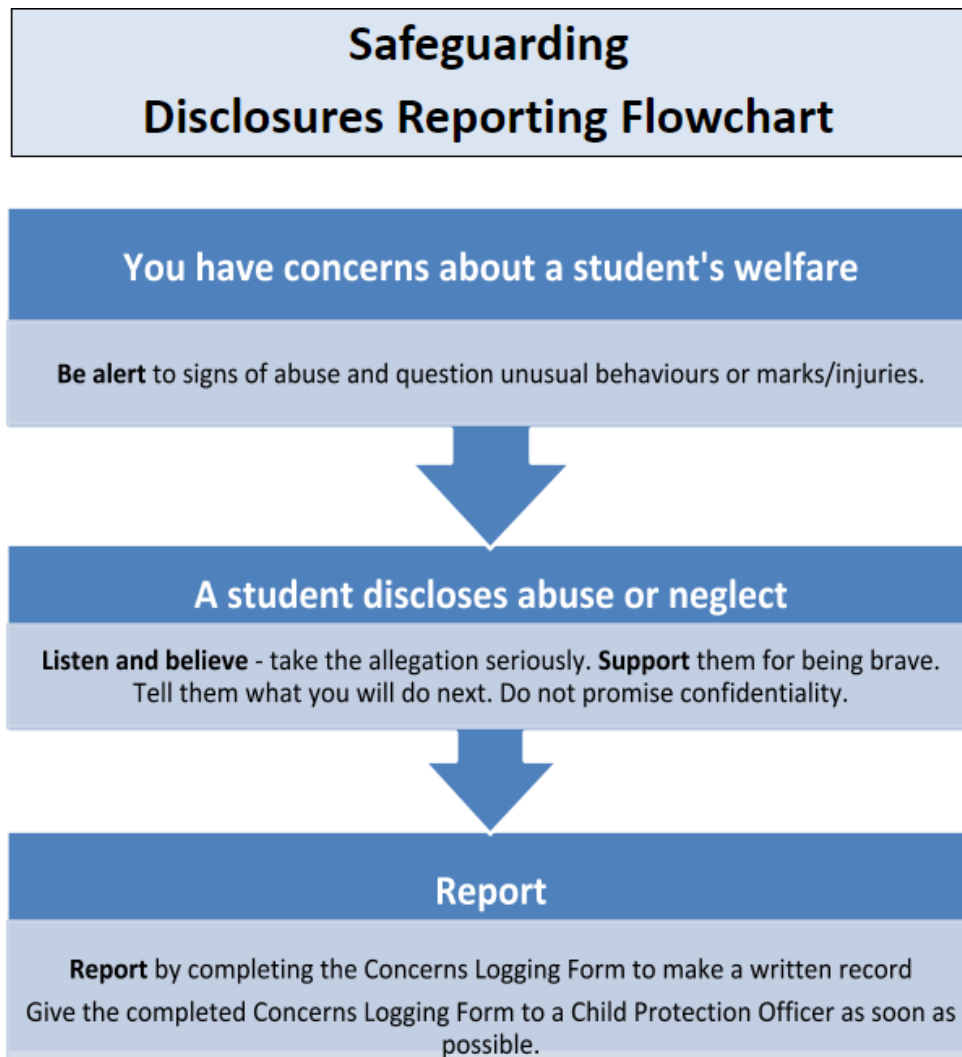 Safeguarding
Disclosures Reporting Flowchart
You have concerns about a student's welfare
Be alert to signs of abuse and question unusual behaviours or marks/injuries.
A student discloses abuse or neglect
Listen and believe - take the allegation seriously. Support them for being brave.
Tell them what you will do next. Do not promise confidentiality.
Report
Report by completing the Concerns Logging Form to make a written record
Give the completed Concerns Logging Form to a Child Protection Officer as soon as
possible.